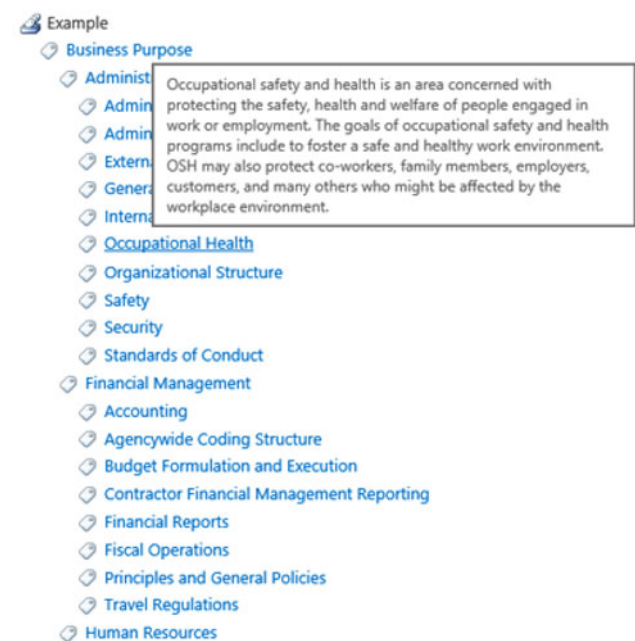 Example
Business Purpose
Administ
Occupational safety and health is an area concerned with
protecting the safety, health and welfare of people engaged in
work or employment. The goals of occupational safety and health
programs include to foster a safe and healthy work environment.
OSH may also protect co-workers, family members, employers,
customers, and many others who might be affected by the
workplace environment.
Admin
Admin
Extern
Genera
Interna
Occupational Health
Organizational Structure
Safety
Security
Standards of Conduct
Financial Management
Accounting
Agencywide Coding Structure
Budget Formulation and Execution
Contractor Financial Management Reporting
Financial Reports
Fiscal Operations
Principles and General Policies
Travel Regulations
Human Resources